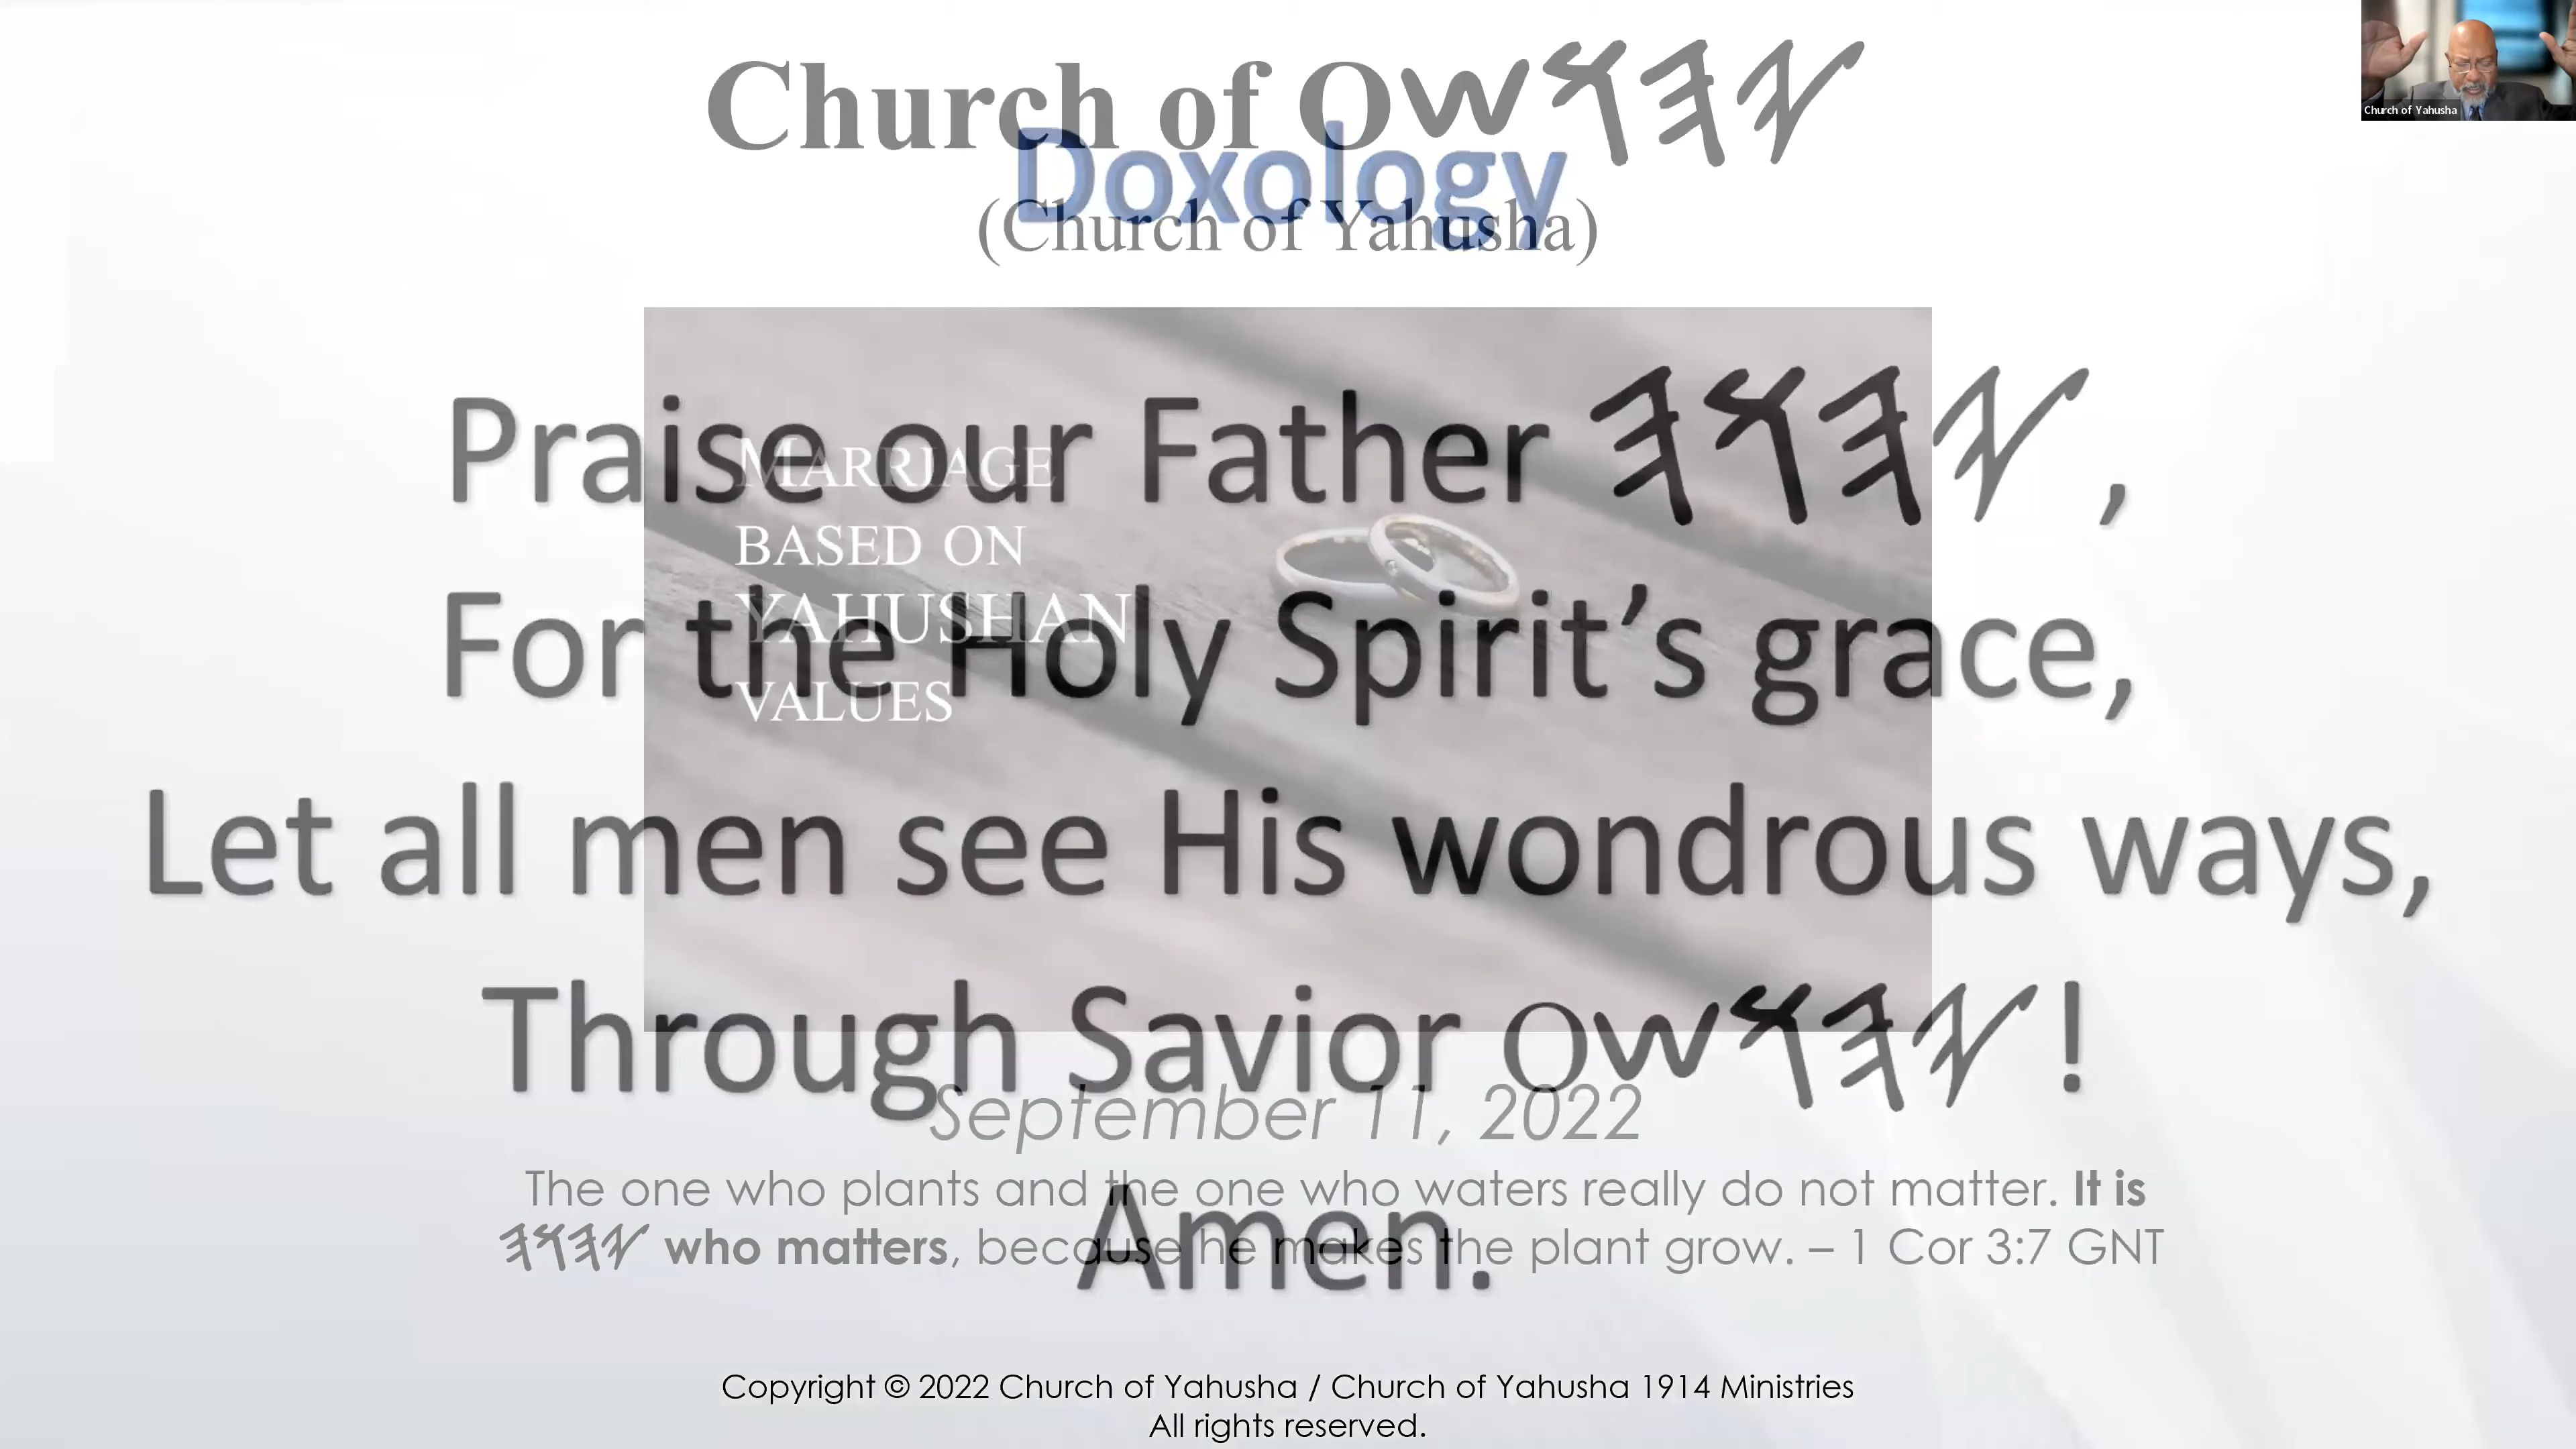 Church of 𐤉𐤄𐤅𐤔𐤏
(Church of Yahusha)
MARRIAGE
BASED ON
YAHUSHAN
VALUES
September 11, 2022
The one who plants and the one who waters really do not matter. It is
𐤉𐤄𐤅𐤄 who matters, because he makes the plant grow. – 1 Cor 3:7 GNT
Doxology
Praise our Father 𐤉𐤄𐤅𐤄,
For the Holy Spirit’s grace,
Let all men see His wondrous ways,
Through Savior 𐤉𐤄𐤅𐤔𐤏!
Amen.
Copyright © 2022 Church of Yahusha / Church of Yahusha 1914 Ministries
All rights reserved.
Church of Yahusha